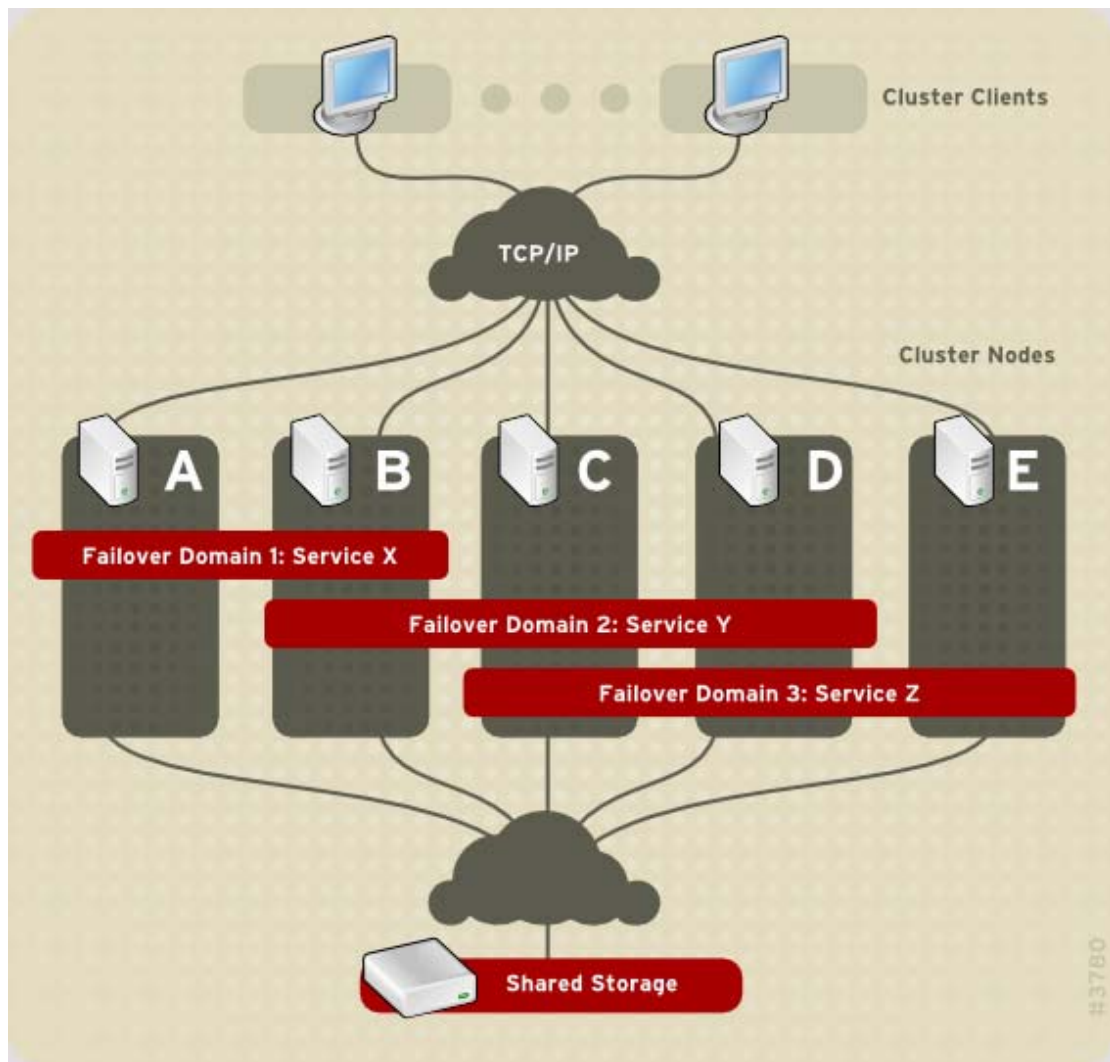 Cluster Clients
TCP/IP
Cluster Nodes
A
B
C
D
E
Failover Domain 1: Service X
Failover Domain 2: Service Y
Failover Domain 3: Service Z
Shared Storage
#3780